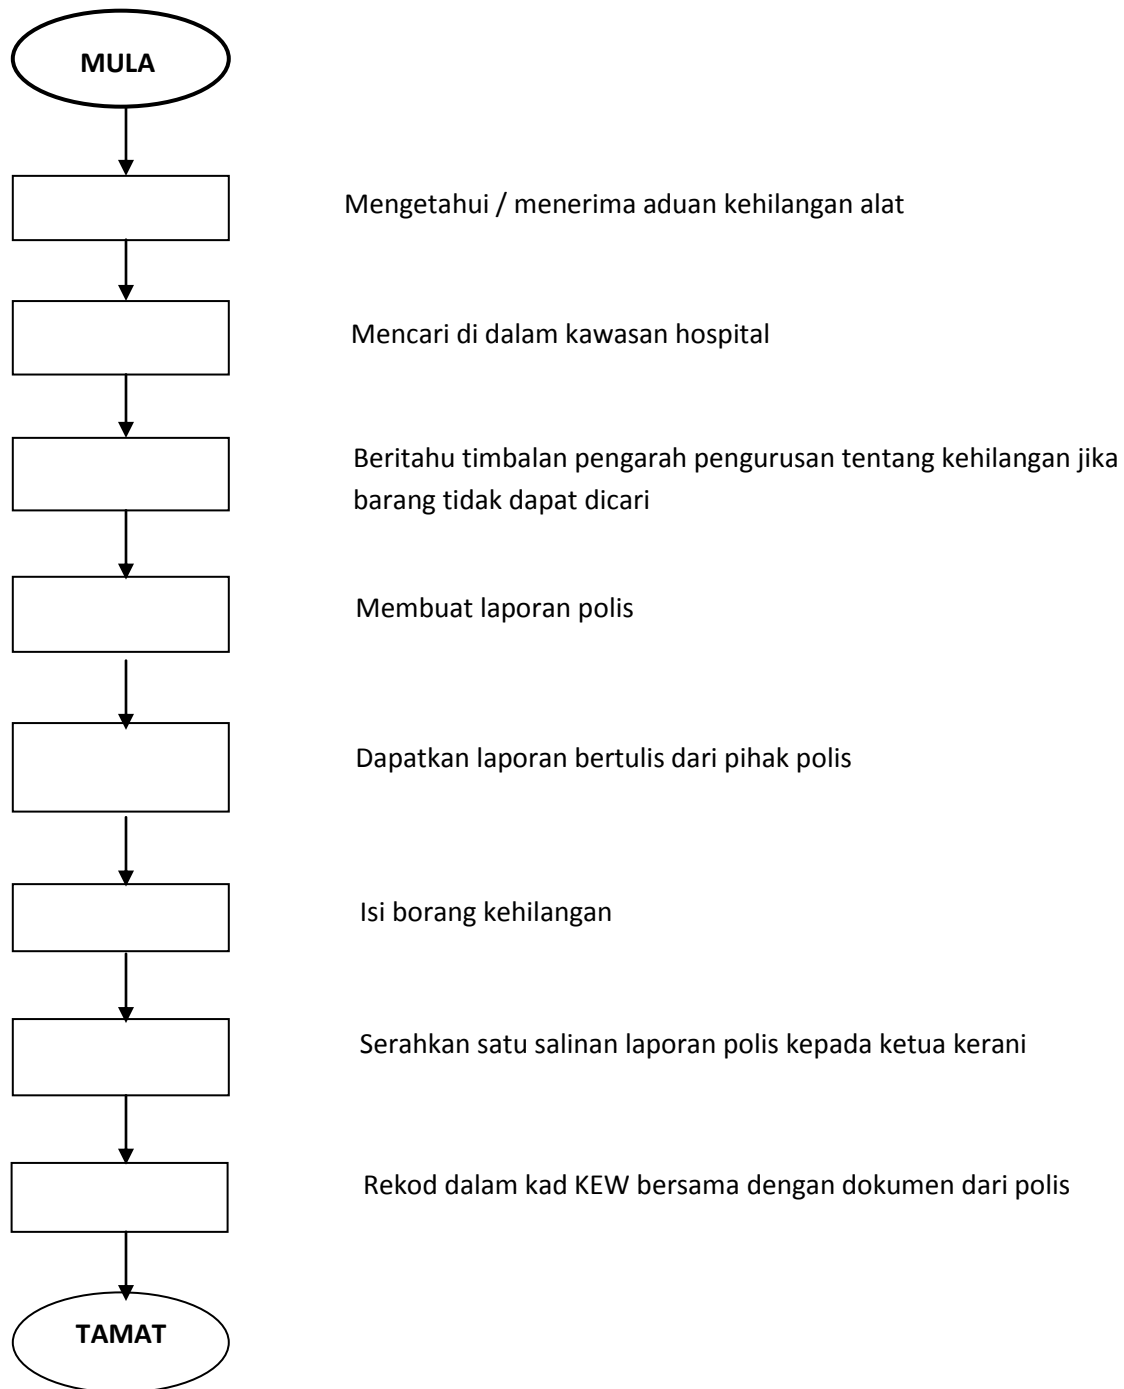 MULA
Mengetahui / menerima aduan kehilangan alat
Mencari di dalam kawasan hospital
Beritahu timbalan pengarah pengurusan tentang kehilangan jika
barang tidak dapat dicari
Membuat laporan polis
Dapatkan laporan bertulis dari pihak polis
Isi borang kehilangan
Serahkan satu salinan laporan polis kepada ketua kerani
Rekod dalam kad KEW bersama dengan dokumen dari polis
TAMAT